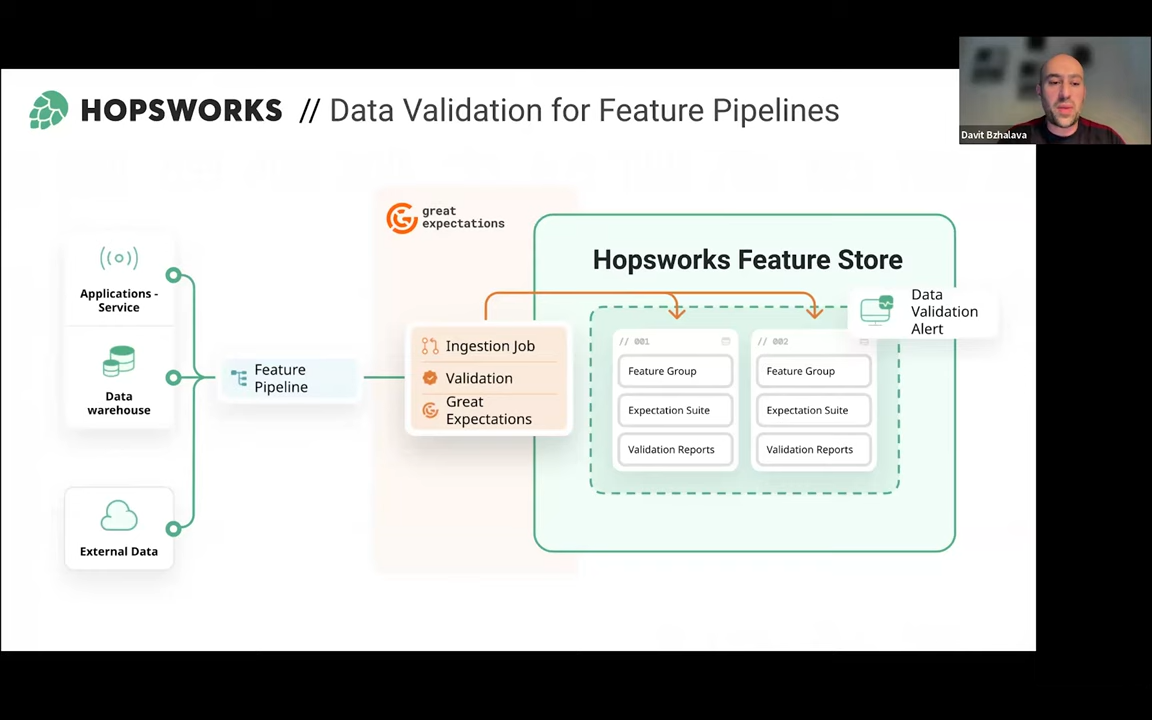 HOPSWORKS // Data Validation for Feature Pipelines
Davit Bzhalava
great
expectations
Applications -
Service
Data
warehouse
External Data
Feature
Pipeline
Ingestion Job
Validation
Great
Expectations
Hopsworks Feature Store
Data
Validation
Alert
// 001
Feature Group
Expectation Suite
Validation Reports
// 002
Feature Group
Expectation Suite
Validation Reports